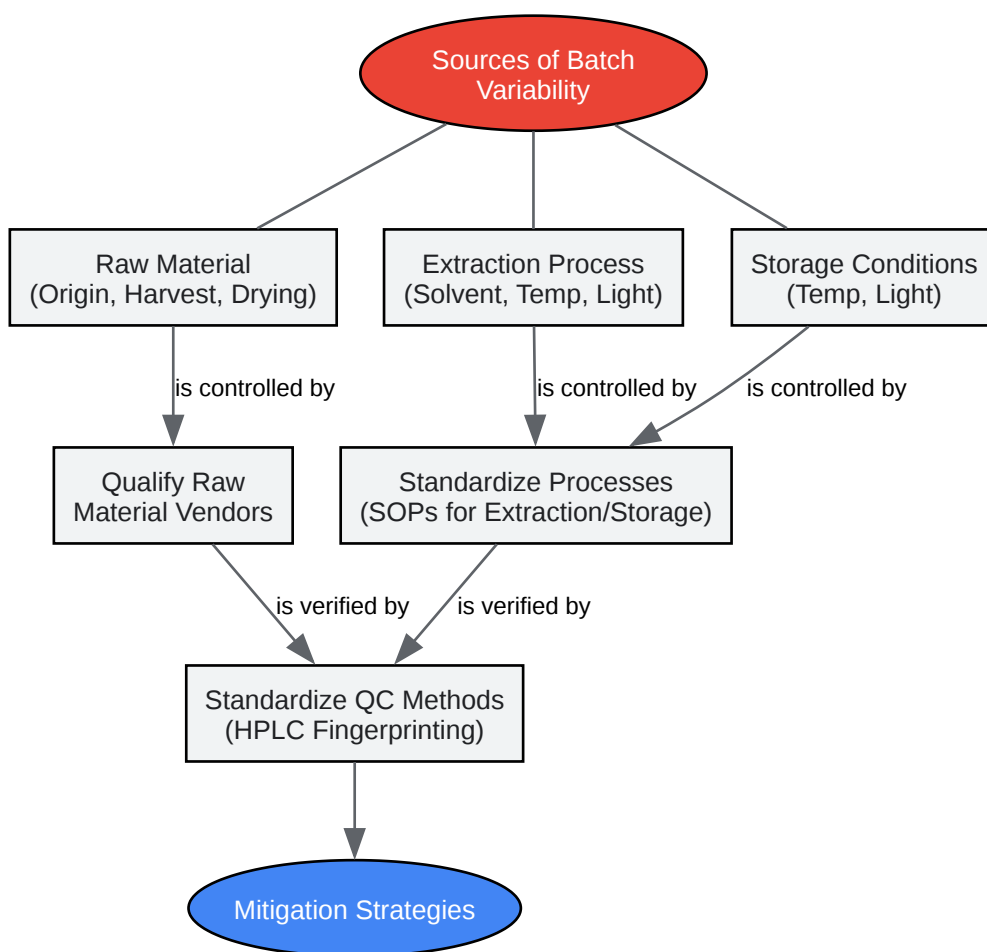 Sources of Batch
Variability
Raw Material
(Origin, Harvest, Drying)
Extraction Process
(Solvent, Temp, Light)
Storage Conditions
(Temp, Light)
is controlled by
is controlled by
is controlled by
Qualify Raw
Material Vendors
Standardize Processes
(SOPs for Extraction/Storage)
is verified by
is verified by
Standardize QC Methods
(HPLC Fingerprinting)
Mitigation Strategies